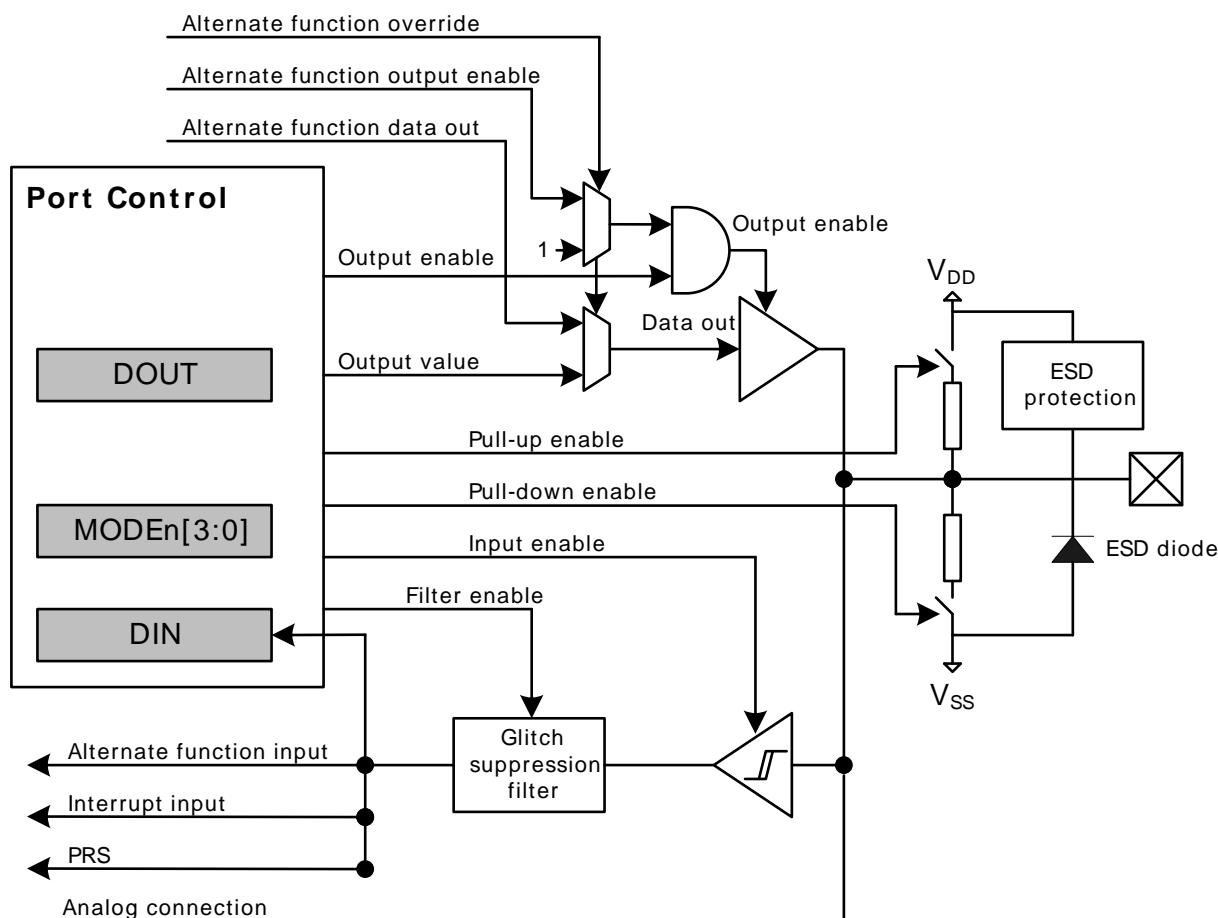 Alternate function override
Alternate function output enable
Alternate function data out
Port Control
Output enable
1
Output enable
Data out
DOUT
Output value
VDD
ESD
protection
Pull-up enable
Pull-down enable
MODEn[3:0]
Input enable
ESD diode
Filter enable
DIN
VSS
Glitch
suppression
filter
Alternate function input
Interrupt input
PRS
Analog connection